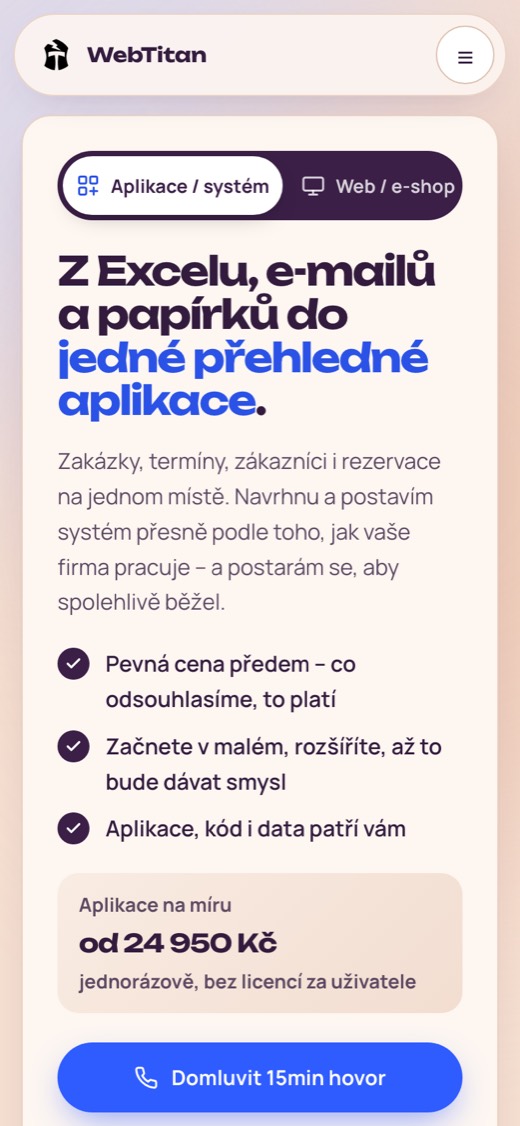 WebTitan
Aplikace / systém
Web / e-shop
Z Excelu, e-mailů
a papírků do
jedné přehledné
aplikace.
Zakázky, termíny, zákazníci i rezervace
na jednom místě. Navrhnu a postavím
systém přesně podle toho, jak vaše
firma pracuje – a postarám se, aby
spolehlivě běžel.
Pevná cena předem – co
odsouhlasíme, to platí
Začnete v malém, rozšíříte, až to
bude dávat smysl
Aplikace, kód i data patří vám
Aplikace na míru
od 24 950 Kč
jednorázově, bez licencí za uživatele
Domluvit 15min hovor